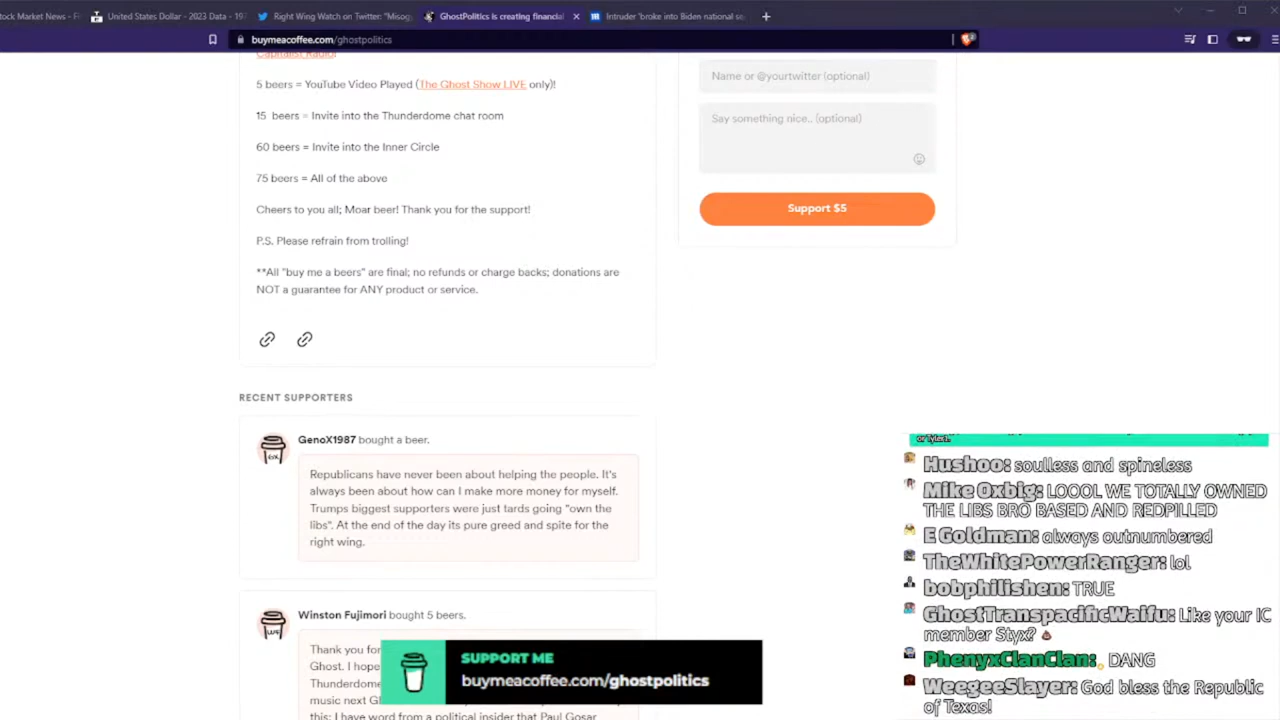 tock Market News - F
United States Dollar - 2023 Data - 197
Right Wing Watch on Twitter: "Misog
GhostPolitics is creating financial
Intruder 'broke into Biden national se
buymeacoffee.com/ghostpolitics
Capitalist Radio!
5 beers = YouTube Video Played (The Ghost Show LIVE only)!
15 beers = Invite into the Thunderdome chat room
60 beers = Invite into the Inner Circle
75 beers = All of the above
Cheers to you all; Moar beer! Thank you for the support!
P.S. Please refrain from trolling!
**All "buy me a beers" are final; no refunds or charge backs; donations are
NOT a guarantee for ANY product or service.
Name or @yourtwitter (optional)
Say something nice.. (optional)
Support $5
RECENT SUPPORTERS
GenoX1987 bought a beer.
Republicans have never been about helping the people. It's
always been about how can I make more money for myself.
Trumps biggest supporters were just tards going "own the
libs". At the end of the day its pure greed and spite for the
right wing.
Winston Fujimori bought 5 beers.
Thank you for
Ghost. I hope
Thunderdome
music next G
this: I have word from a political insider that Paul Gosar
SUPPORT ME
buymeacoffee.com/ghostpolitics
or Tyler!.
Hushoo: soulless and spineless
Mike Oxbig: LOOOL WE TOTALLY OWNED
THE LIBS BRO BASED AND REDPILLED
E Goldman: always outnumbered
TheWhitePowerRanger: lol
bobphilishen: TRUE
GhostTranspacificWaifu: Like your IC
member Styx? 💩
PhenyxClanClan: DANG
WeegeeSlayer: God bless the Republic
of Texas!